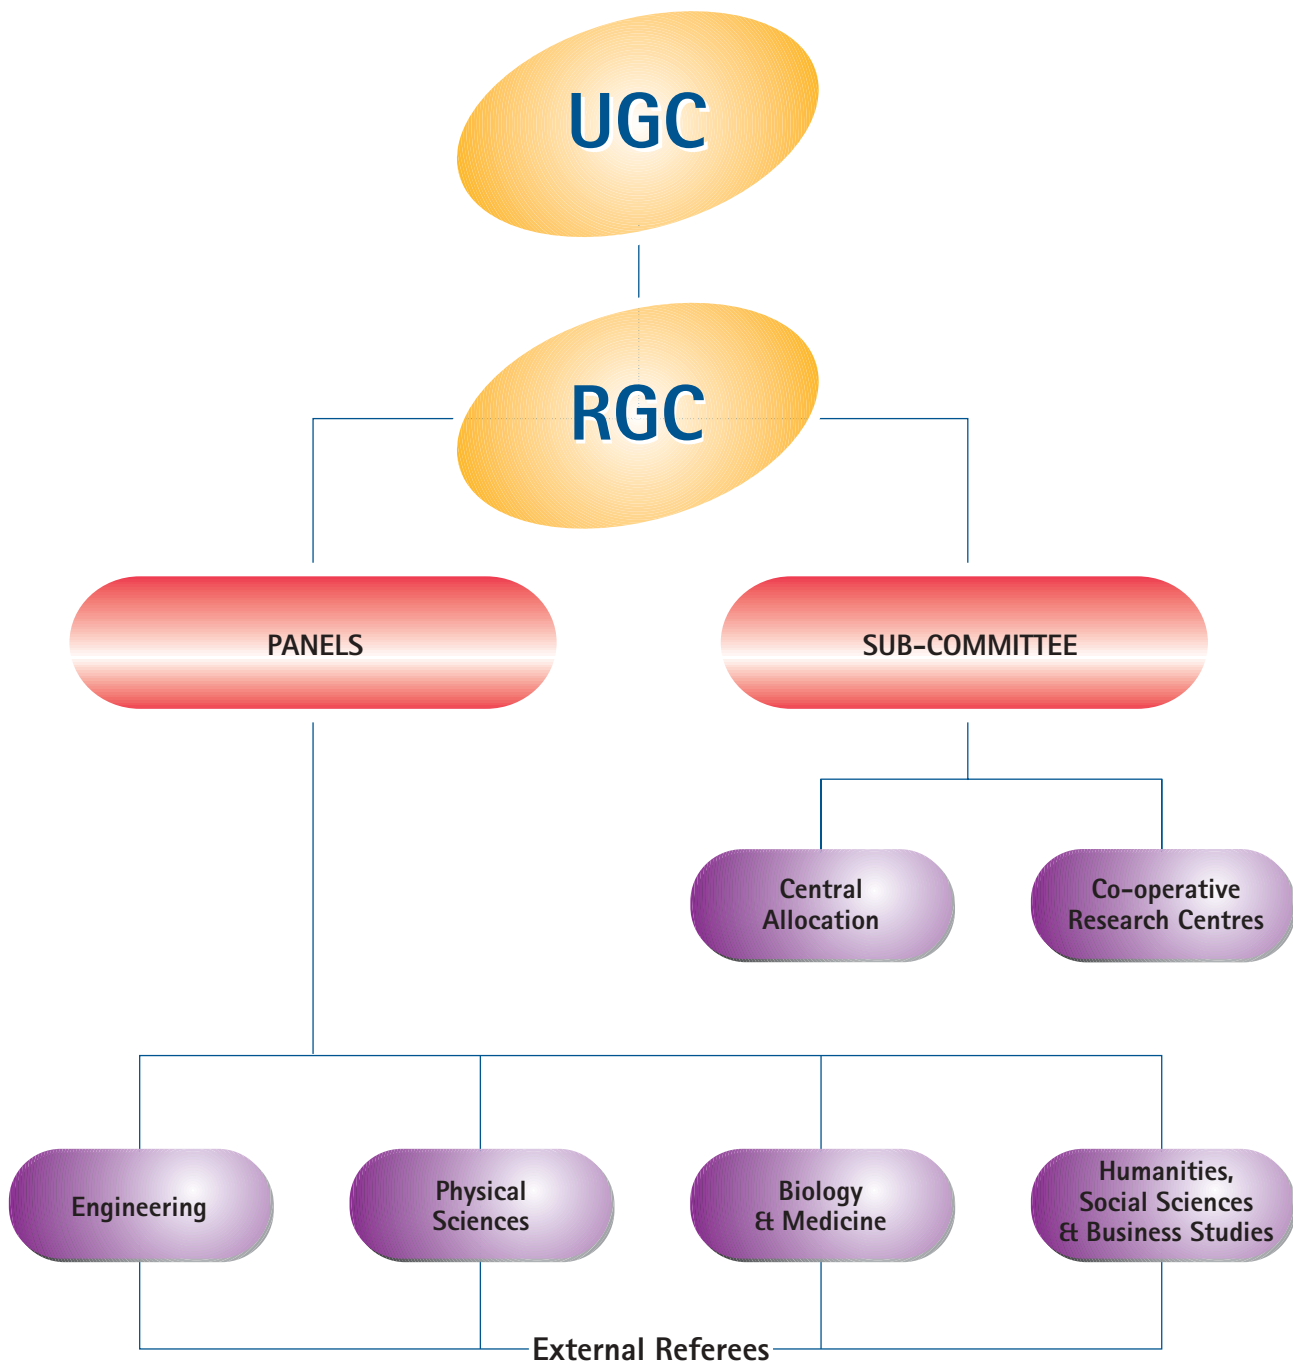 UGC
RGC
PANELS
SUB-COMMITTEE
Central
Allocation
Co-operative
Research Centres
Engineering
Physical
Sciences
Biology
& Medicine
Humanities,
Social Sciences
& Business Studies
External Referees